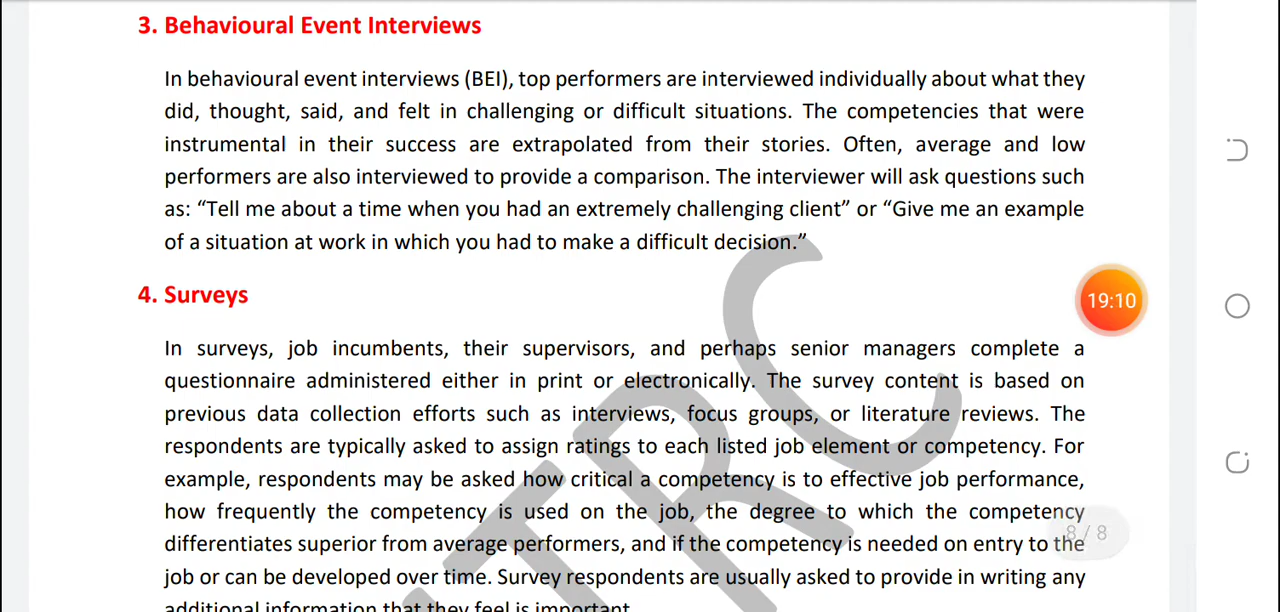 3. Behavioural Event Interviews
In behavioural event interviews (BEI), top performers are interviewed individually about what they
did, thought, said, and felt in challenging or difficult situations. The competencies that were
instrumental in their success are extrapolated from their stories. Often, average and low
performers are also interviewed to provide a comparison. The interviewer will ask questions such
as: “Tell me about a time when you had an extremely challenging client” or “Give me an example
of a situation at work in which you had to make a difficult decision.”
4. Surveys
19:10
In surveys, job incumbents, their supervisors, and perhaps senior managers complete a
questionnaire administered either in print or electronically. The survey content is based on
previous data collection efforts such as interviews, focus groups, or literature reviews. The
respondents are typically asked to assign ratings to each listed job element or competency. For
example, respondents may be asked how critical a competency is to effective job performance,
how frequently the competency is used on the job, the degree to which the competency
8 / 8
differentiates superior from average performers, and if the competency is needed on entry to the
job or can be developed over time. Survey respondents are usually asked to provide in writing any
additional information that they feel is important.
TRC